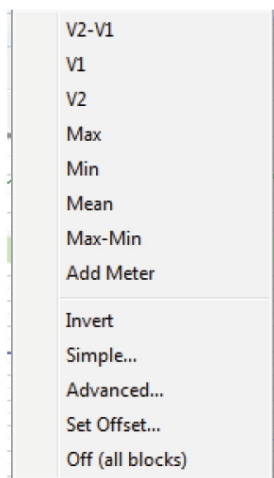 V2-V1
V1
V2
Max
Min
Mean
Max-Min
Add Meter
Invert
Simple...
Advanced...
Set Offset...
Off (all blocks)